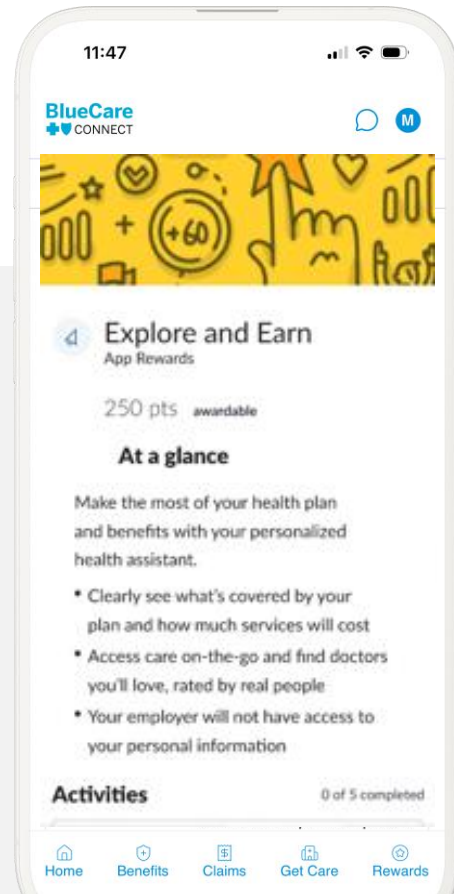 11:47
BlueCare
CONNECT
M
+60
Explore and Earn
App Rewards
250 pts awardable
At a glance
Make the most of your health plan
and benefits with your personalized
health assistant.
• Clearly see what's covered by your
plan and how much services will cost
• Access care on-the-go and find doctors
you'll love, rated by real people
• Your employer will not have access to
your personal information
Activities 0 of 5 completed
Home Benefits Claims Get Care Rewards